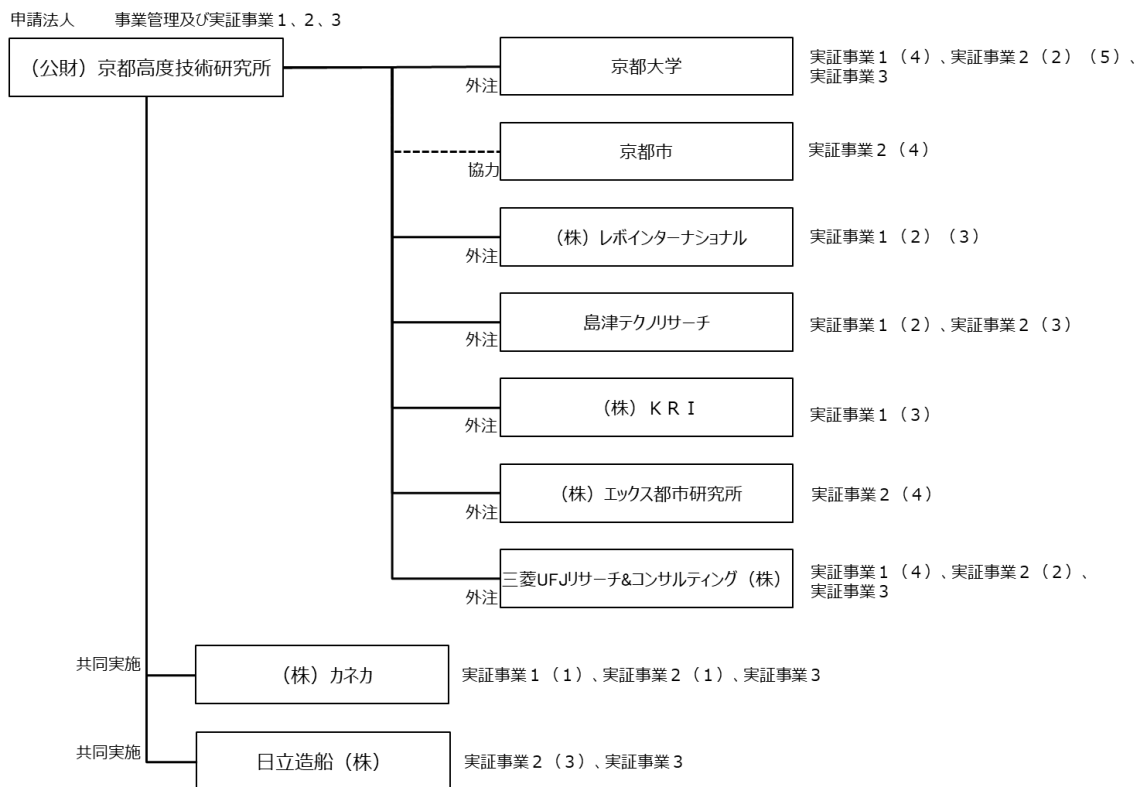 申請法人　事業管理及び実証事業１、２、３
（公財）京都高度技術研究所
京都大学
外注
実証事業１（４）、実証事業２（２）（５）、
実証事業３
京都市
協力
実証事業２（４）
（株）レボインターナショナル
外注
実証事業１（２）（３）
島津テクノリサーチ
外注
実証事業１（２）、実証事業２（３）
（株）ＫＲＩ
外注
実証事業１（３）
（株）エックス都市研究所
外注
実証事業２（４）
三菱UFJリサーチ&コンサルティング（株）
外注
実証事業１（４）、実証事業２（２）、
実証事業３
共同実施
（株）カネカ
実証事業１（１）、実証事業２（１）、実証事業３
共同実施
日立造船（株）
実証事業２（３）、実証事業３